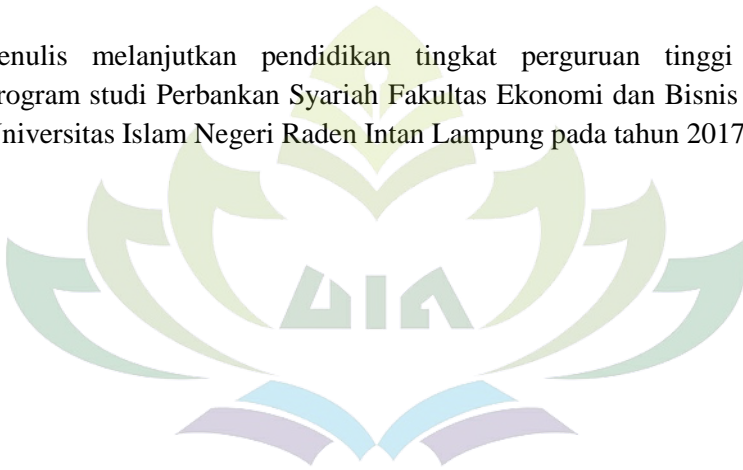 enulis melanjutkan pendidikan tingkat perguruan tinggi
rogram studi Perbankan Syariah Fakultas Ekonomi dan Bisnis
niversitas Islam Negeri Raden Intan Lampung pada tahun 2017
UIN